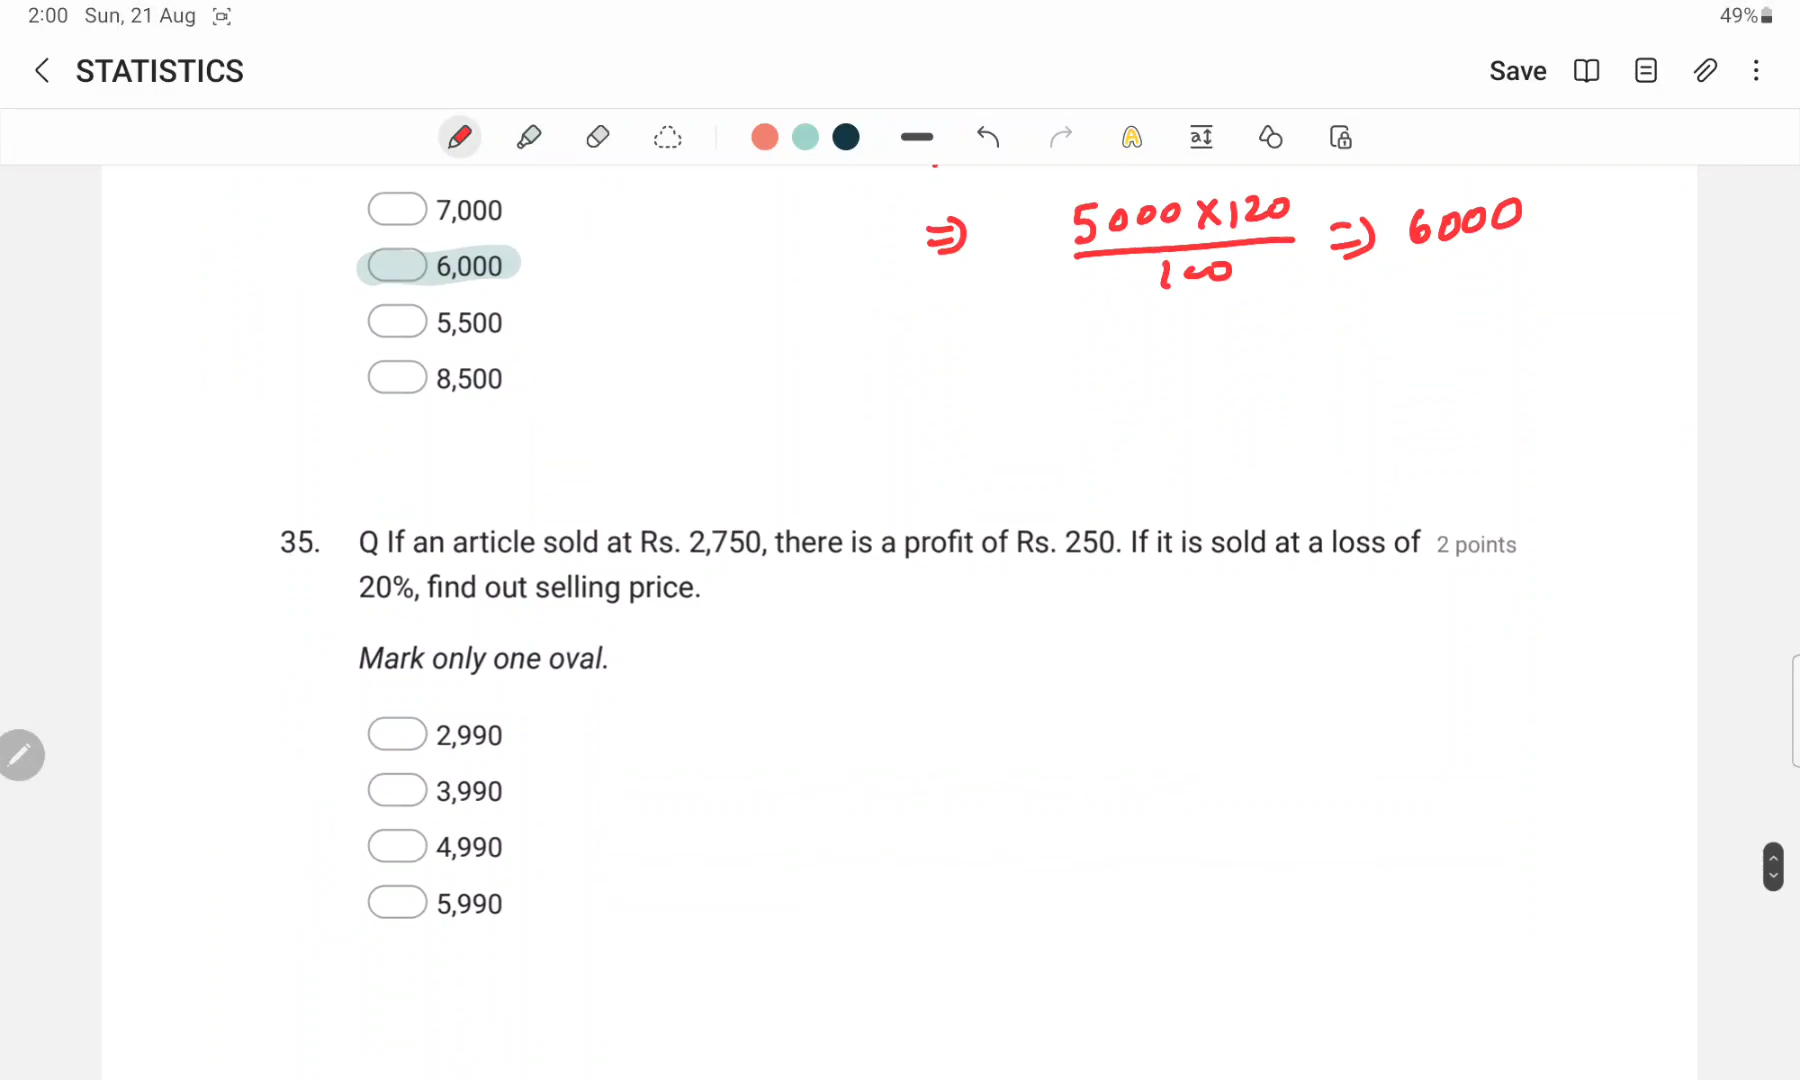 2:00 Sun, 21 Aug 49%
STATISTICS Save
7,000
6,000
5,500
8,500
⇒ 5000 × 120 ⇒ 6000
100
35. Q If an article sold at Rs. 2,750, there is a profit of Rs. 250. If it is sold at a loss of 2 points
20%, find out selling price.
Mark only one oval.
2,990
3,990
4,990
5,990